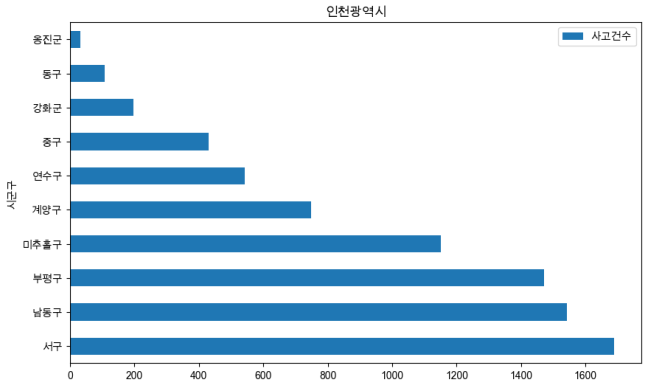 인천광역시
사고건수
시군구
옹진군
동구
강화군
중구
연수구
계양구
미추홀구
부평구
남동구
서구
0 200 400 600 800 1000 1200 1400 1600